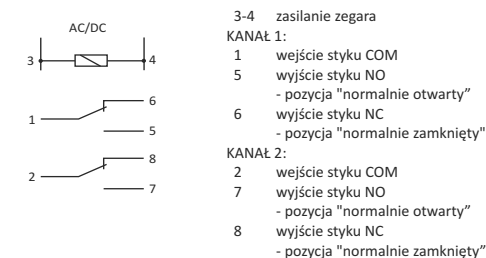 AC/DC
3
4
1
6
5
2
8
7
3-4 zasilanie zegara
KANAŁ 1:
1 wejście styku COM
5 wyjście styku NO
- pozycja "normalnie otwarty”
6 wyjście styku NC
- pozycja "normalnie zamknięty"
KANAŁ 2:
2 wejście styku COM
7 wyjście styku NO
- pozycja "normalnie otwarty”
8 wyjście styku NC
- pozycja "normalnie zamknięty”